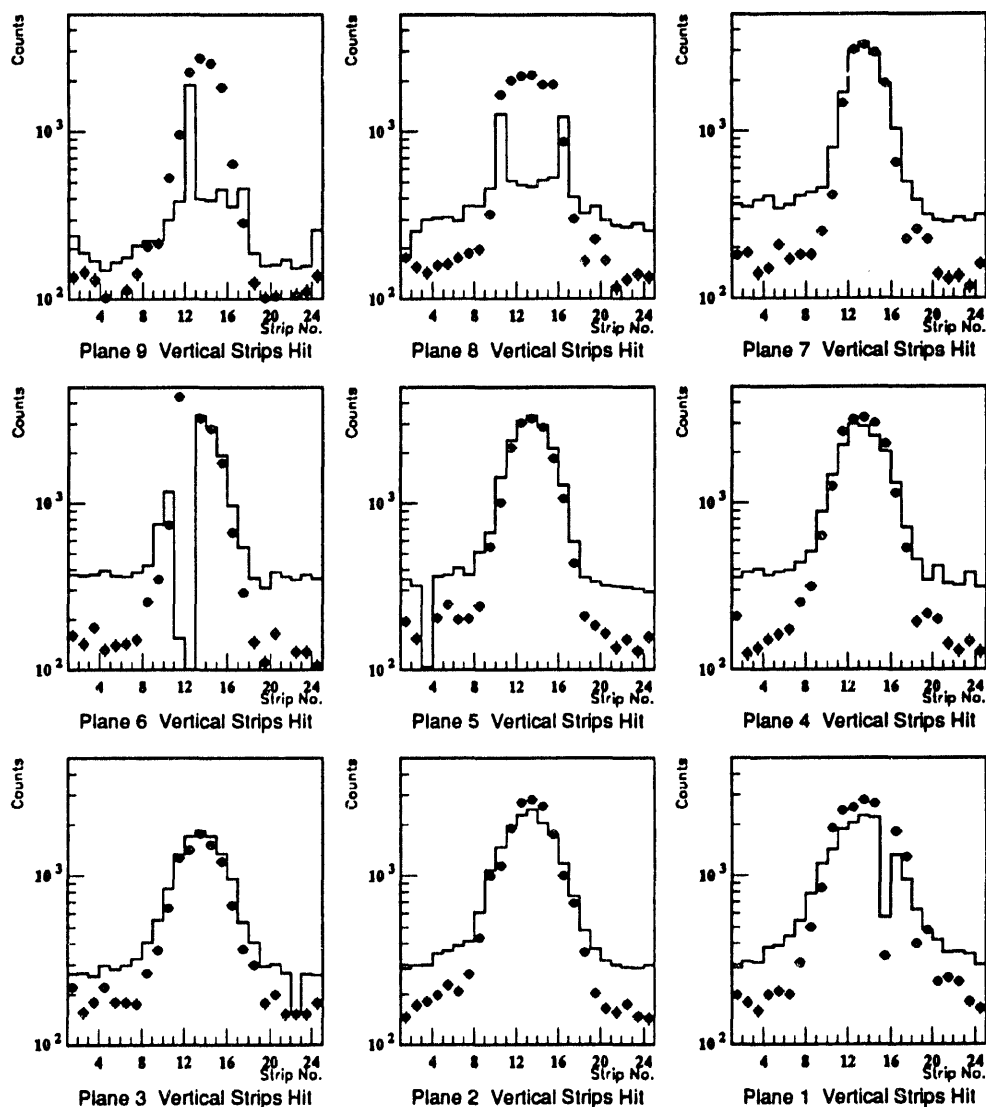 Counts Counts Counts
10³ 10³ 10³
10² 10² 10²
4 8 12 16 20 24 4 8 12 16 20 24 4 8 12 16 20 24
Strip No. Strip No. Strip No.
Plane 9 Vertical Strips Hit Plane 8 Vertical Strips Hit Plane 7 Vertical Strips Hit
Counts Counts Counts
10³ 10³ 10³
10² 10² 10²
4 8 12 16 20 24 4 8 12 16 20 24 4 8 12 16 20 24
Strip No. Strip No. Strip No.
Plane 6 Vertical Strips Hit Plane 5 Vertical Strips Hit Plane 4 Vertical Strips Hit
Counts Counts Counts
10³ 10³ 10³
10² 10² 10²
4 8 12 16 20 24 4 8 12 16 20 24 4 8 12 16 20 24
Strip No. Strip No. Strip No.
Plane 3 Vertical Strips Hit Plane 2 Vertical Strips Hit Plane 1 Vertical Strips Hit